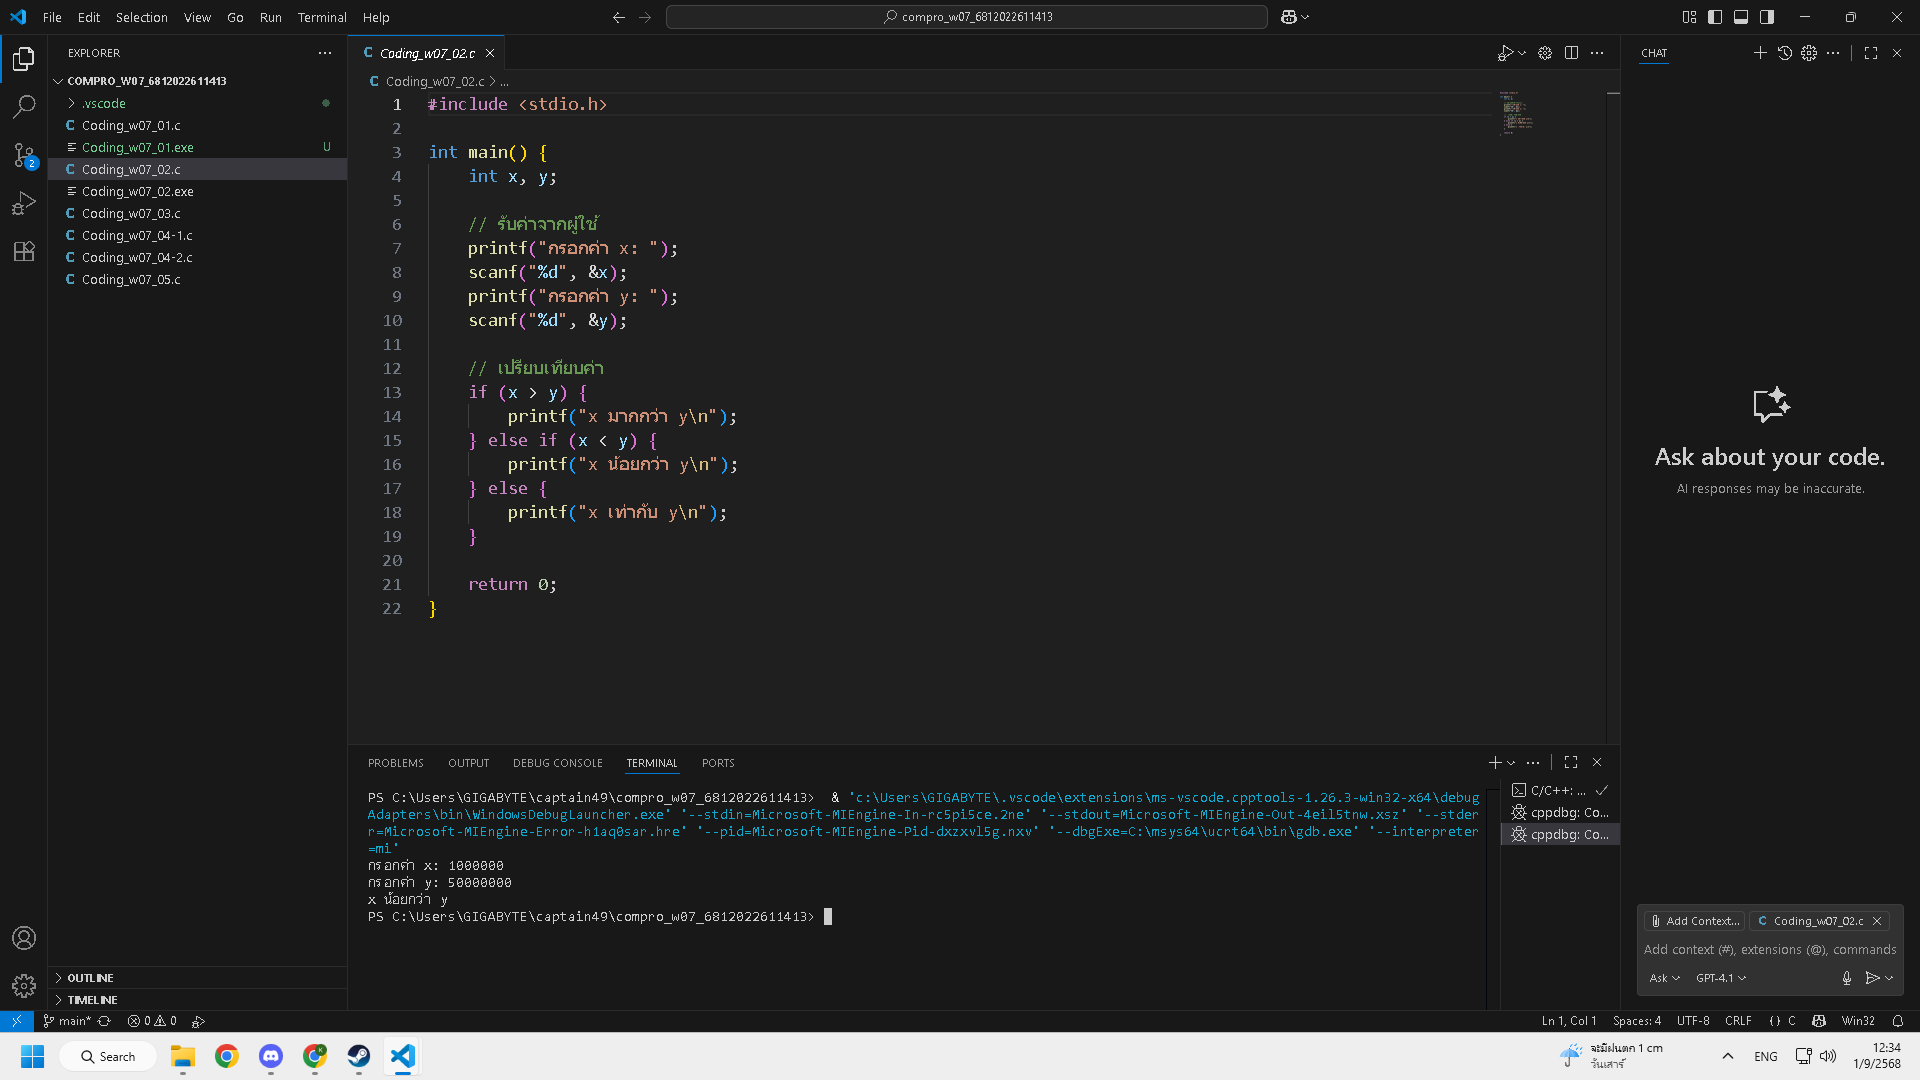 File Edit Selection View Go Run Terminal Help
compro_w07_6812022611413
EXPLORER
COMPRO_W07_6812022611413
.vscode
Coding_w07_01.c
Coding_w07_01.exe U
Coding_w07_02.c
Coding_w07_02.exe
Coding_w07_03.c
Coding_w07_04-1.c
Coding_w07_04-2.c
Coding_w07_05.c
OUTLINE
TIMELINE
Coding_w07_02.c
Coding_w07_02.c > ...
1 #include <stdio.h>
2
3 int main() {
4 int x, y;
5
6 // รับค่าจากผู้ใช้
7 printf("กรอกค่า x: ");
8 scanf("%d", &x);
9 printf("กรอกค่า y: ");
10 scanf("%d", &y);
11
12 // เปรียบเทียบค่า
13 if (x > y) {
14 printf("x มากกว่า y\n");
15 } else if (x < y) {
16 printf("x น้อยกว่า y\n");
17 } else {
18 printf("x เท่ากับ y\n");
19 }
20
21 return 0;
22 }
PROBLEMS OUTPUT DEBUG CONSOLE TERMINAL PORTS
PS C:\Users\GIGABYTE\captain49\compro_w07_6812022611413> & 'c:\Users\GIGABYTE\.vscode\extensions\ms-vscode.cpptools-1.26.3-win32-x64\debug
Adapters\bin\WindowsDebugLauncher.exe' '--stdin=Microsoft-MIEngine-In-rc5pi5ce.2ne' '--stdout=Microsoft-MIEngine-Out-4eil5tnw.xsz' '--stder
r=Microsoft-MIEngine-Error-h1aq0sar.hre' '--pid=Microsoft-MIEngine-Pid-dxzxvl5g.nxv' '--dbgExe=C:\msys64\ucrt64\bin\gdb.exe' '--interpreter
=mi'
กรอกค่า x: 1000000
กรอกค่า y: 50000000
x น้อยกว่า y
PS C:\Users\GIGABYTE\captain49\compro_w07_6812022611413>
C/C++: ...
cppdbg: Co...
cppdbg: Co...
CHAT
Ask about your code.
AI responses may be inaccurate.
Add Context... Coding_w07_02.c
Add context (#), extensions (@), commands
Ask GPT-4.1
2
main* 0 0
Ln 1, Col 1 Spaces: 4 UTF-8 CRLF {} C Win32
Search
จะมีฝนตก 1 cm
วันเสาร์
ENG
12:34
1/9/2568